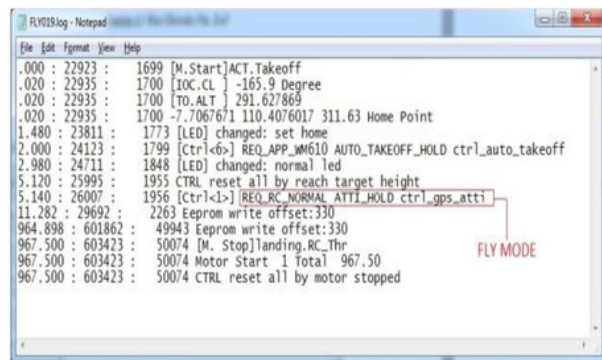 FLY019.log - Notepad
File Edit Format View Help
.000 : 22923 : 1699 [M.Start]ACT.Takeoff
.020 : 22935 : 1700 [IOC.CL ] -165.9 Degree
.020 : 22935 : 1700 [TO.ALT ] 291.627869
.020 : 22935 : 1700 -7.7067671 110.4076017 311.63 Home Point
1.480 : 23811 : 1773 [LED] changed: set home
2.000 : 24123 : 1799 [Ctrl<6>] REQ_APP_WM610 AUTO_TAKEOFF_HOLD ctrl_auto_takeoff
2.980 : 24711 : 1848 [LED] changed: normal led
5.120 : 25995 : 1955 CTRL reset all by reach target height
5.140 : 26007 : 1956 [Ctrl<1>] REQ_RC_NORMAL ATTI_HOLD ctrl_gps_atti
11.282 : 29692 : 2263 Eeprom write offset:330
964.898 : 601862 : 49943 Eeprom write offset:330
967.500 : 603423 : 50074 [M. Stop]landing.RC_Thr
967.500 : 603423 : 50074 Motor Start 1 Total 967.50
967.500 : 603423 : 50074 CTRL reset all by motor stopped
FLY MODE